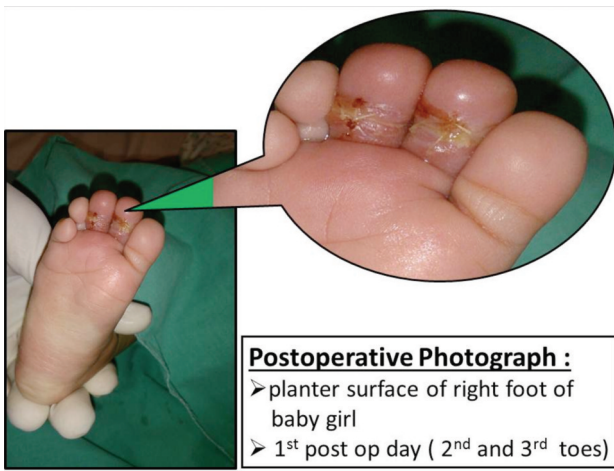 Postoperative Photograph :
➢planter surface of right foot of
baby girl
➢ 1st post op day ( 2nd and 3rd toes)